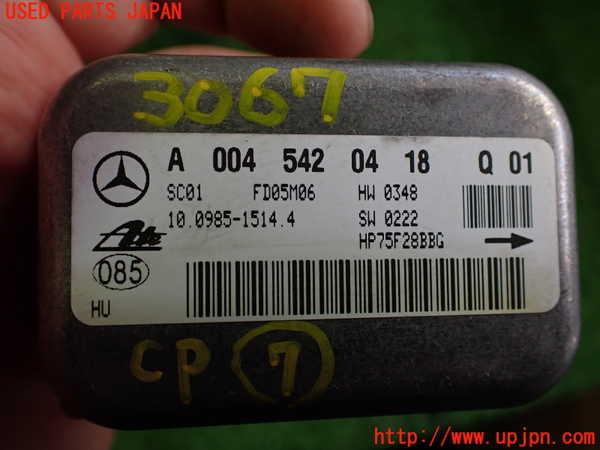 USED PARTS JAPAN
3067
A 004 542 04 18 Q 01
SC01 FD05M06 HW 0348
10.0985-1514.4 SW 0222
Ate HP75F28BBG
085
HU
CP 7
http://www.upjpn.com